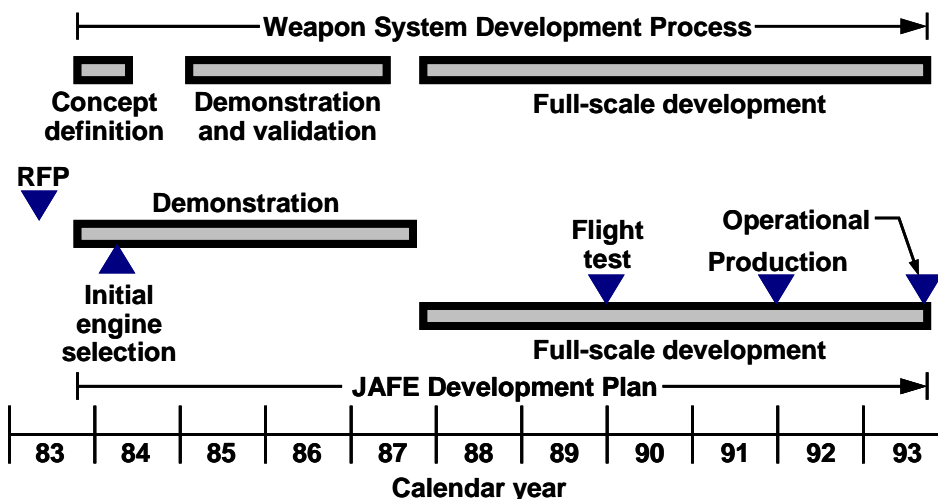 Weapon System Development Process
Concept
definition
Demonstration
and validation
Full-scale development
RFP
Demonstration
Initial
engine
selection
Flight
test
Operational
Production
Full-scale development
JAFE Development Plan
83 84 85 86 87 88 89 90 91 92 93
Calendar year